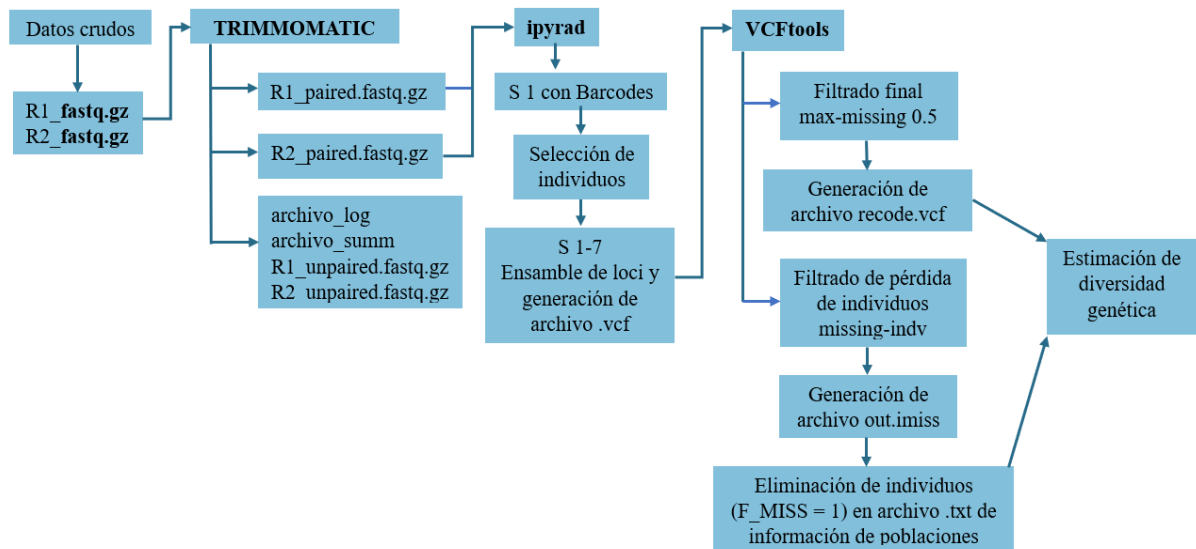 Datos crudos
R1_fastq.gz
R2_fastq.gz
TRIMMOMATIC
R1_paired.fastq.gz
R2_paired.fastq.gz
archivo_log
archivo_summ
R1_unpaired.fastq.gz
R2_unpaired.fastq.gz
ipyrad
S 1 con Barcodes
Selección de
individuos
S 1-7
Ensamble de loci y
generación de
archivo .vcf
VCFtools
Filtrado final
max-missing 0.5
Generación de
archivo recode.vcf
Filtrado de pérdida
de individuos
missing-indv
Generación de
archivo out.imiss
Eliminación de individuos
(F_MISS = 1) en archivo .txt de
información de poblaciones
Estimación de
diversidad
genética